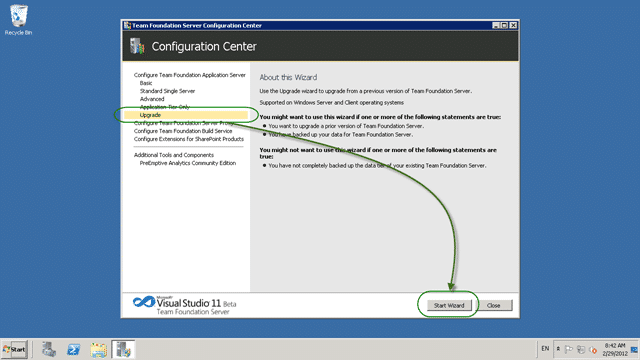 Recycle Bin
Team Foundation Server Configuration Center
Configuration Center
Configure Team Foundation Application Server
Basic
Standard Single Server
Advanced
Application-Tier Only
Upgrade
Configure Team Foundation Server Proxy
Configure Team Foundation Build Service
Configure Extensions for SharePoint Products
Additional Tools and Components
PreEmptive Analytics Community Edition
About this Wizard
Use the Upgrade wizard to upgrade from a previous version of Team Foundation Server.
Supported on Windows Server and Client operating systems
You might want to use this wizard if one or more of the following statements are true:
You want to upgrade a prior version of Team Foundation Server.
You have backed up your data for Team Foundation Server.
You might not want to use this wizard if one or more of the following statements are
true:
You have not completely backed up the data tier of your existing Team Foundation Server.
Microsoft
Visual Studio 11 Beta
Team Foundation Server
Start Wizard
Close
Start
EN
8:42 AM
2/29/2012